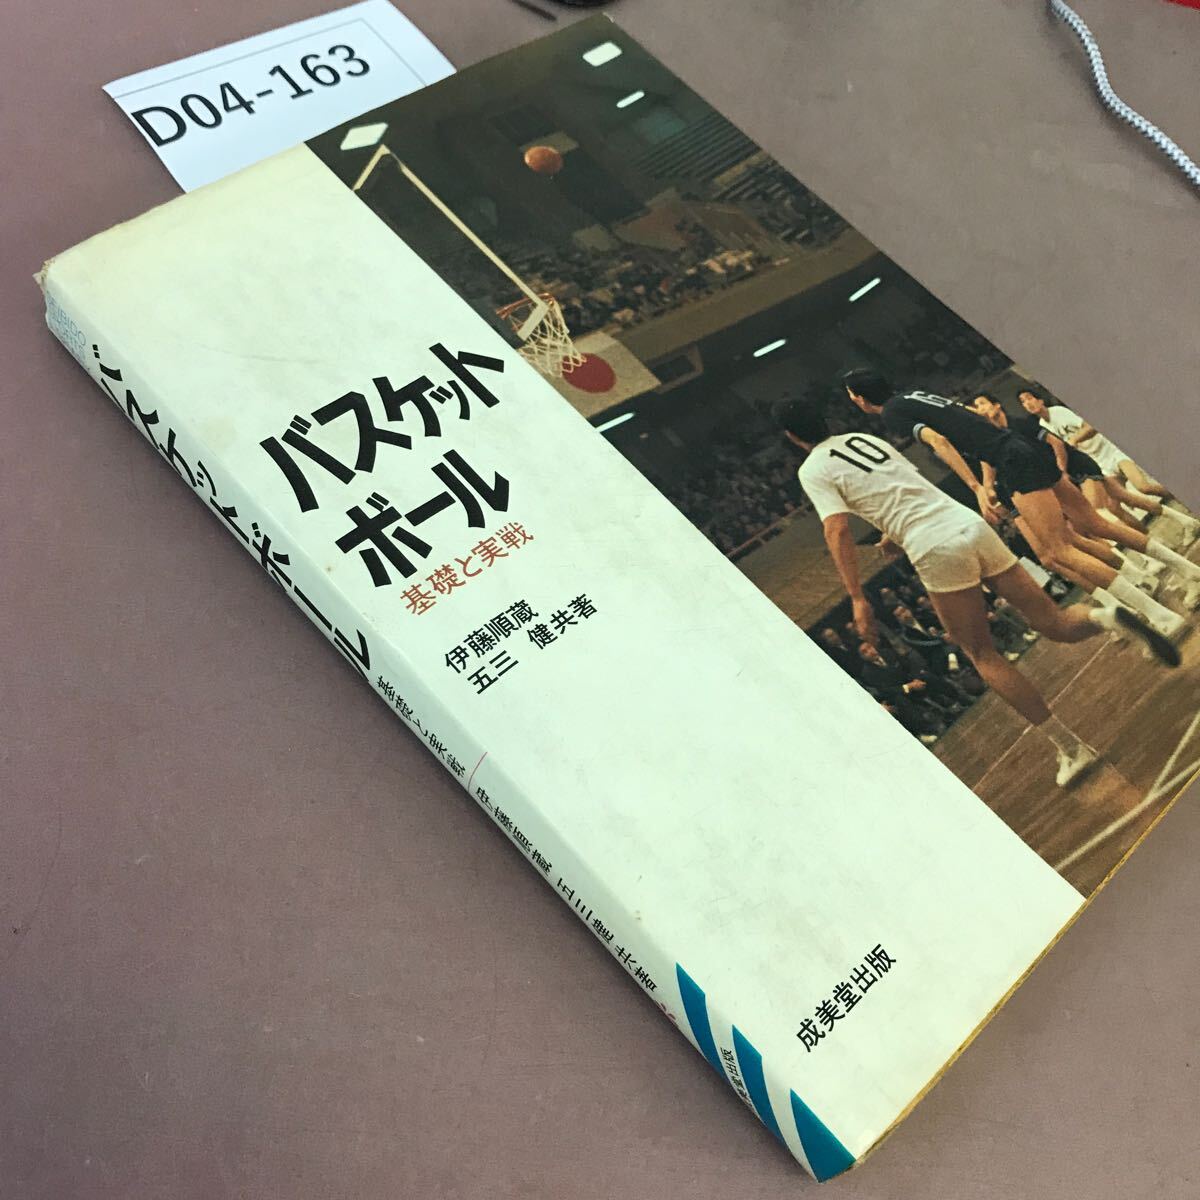 D04-163
バスケット
ボール
基礎と実戦
伊藤順蔵
五三 健共著
成美堂出版
バスケットボール
基礎と実戦
伊藤順蔵 五三健共著
10
16